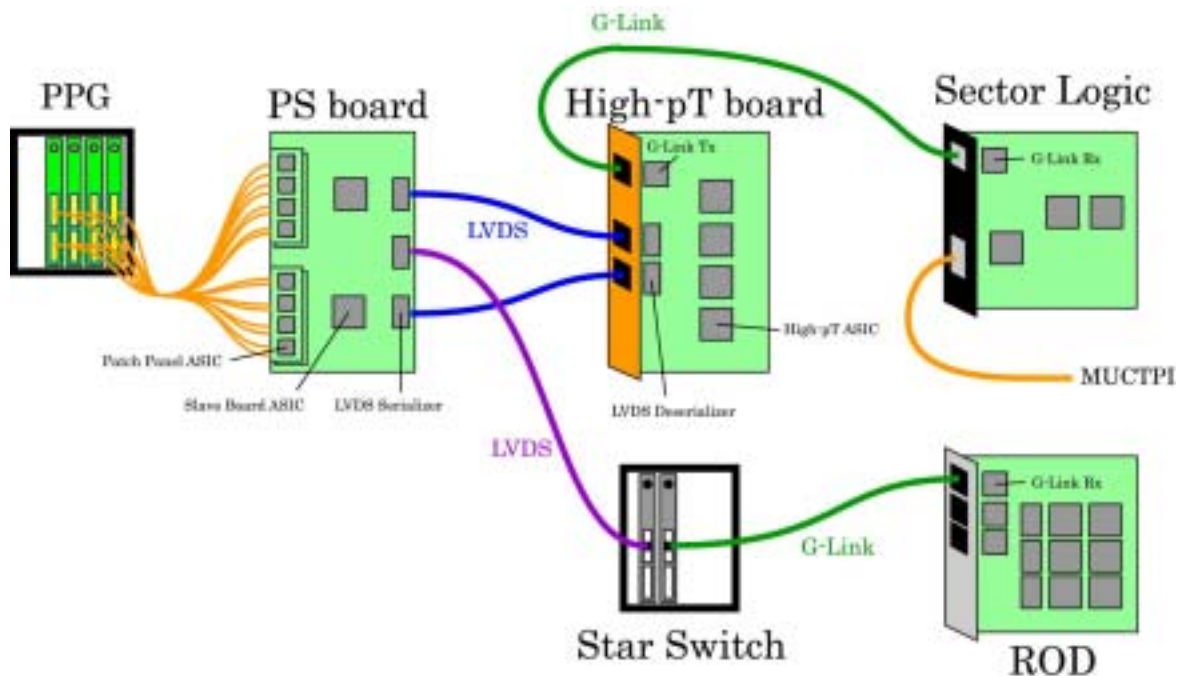 G-Link
PPG
PS board
High-pT board
Sector Logic
G-Link Tx
G-Link Rx
LVDS
High-pT ASIC
Patch Panel ASIC
MUCTPI
Slave Board ASIC
LVDS Serializer
LVDS Deserializer
LVDS
G-Link Rx
G-Link
Star Switch
ROD